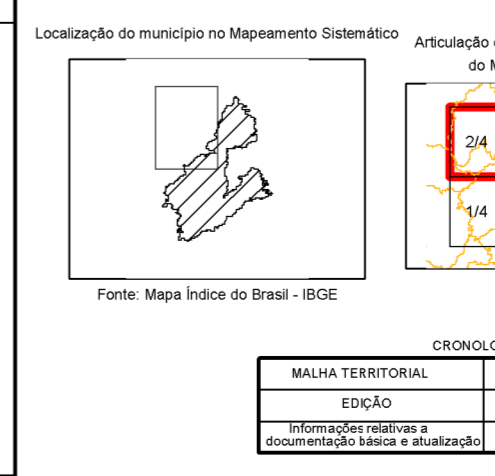 Localização do município no Mapeamento Sistemático
Articulação
do
2/4
1/4
Fonte: Mapa Índice do Brasil - IBGE
MALHA TERRITORIAL
EDIÇÃO
Informações relativas a
documentação básica e atualização